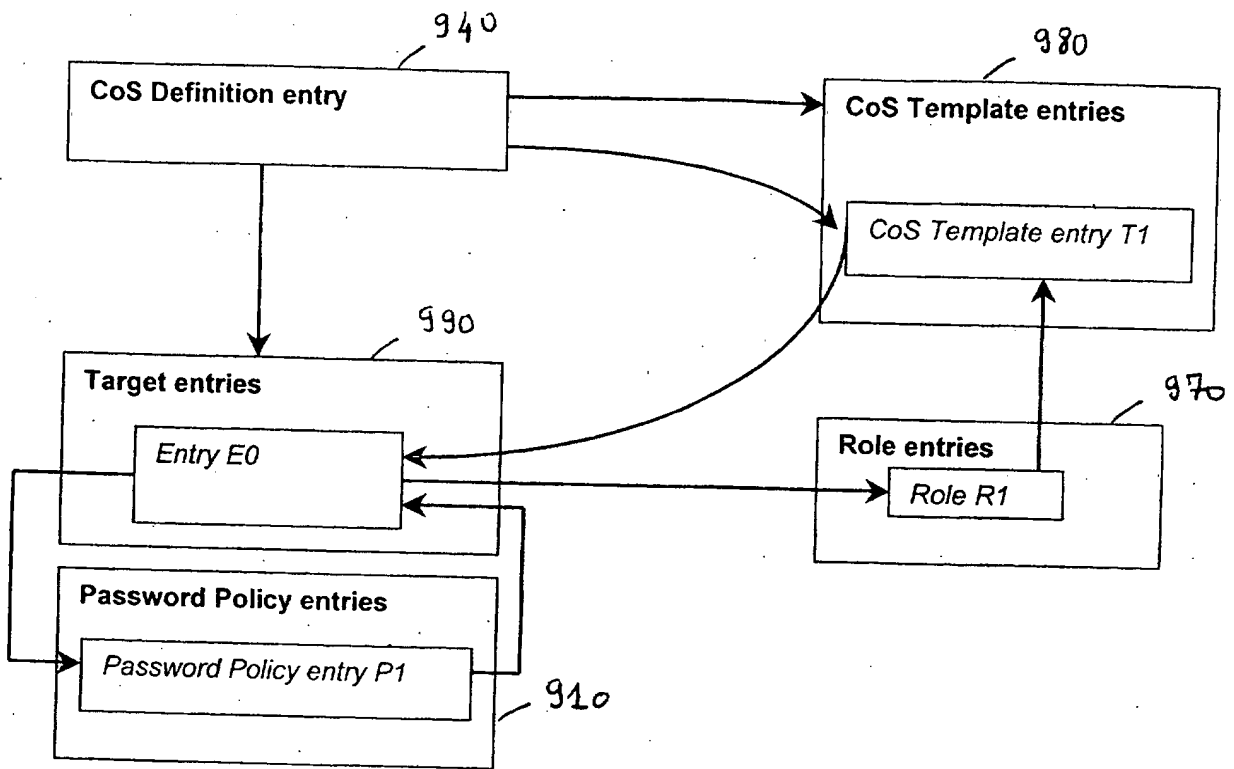 940
CoS Definition entry
980
CoS Template entries
CoS Template entry T1
990
Target entries
Entry E0
970
Role entries
Role R1
Password Policy entries
Password Policy entry P1
910